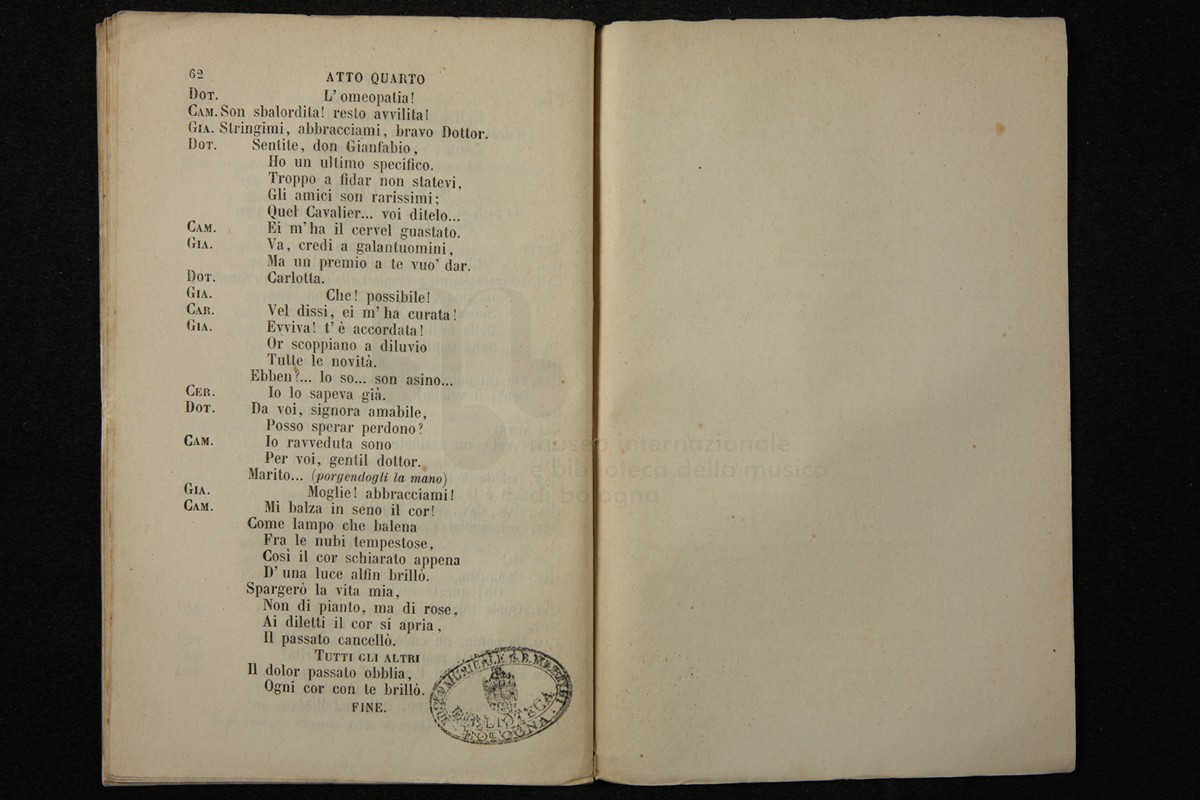 62
ATTO QUARTO
DOT. L' omeopatia!
CAM. Son sbalordita! resto avvilita!
GIA. Stringimi, abbracciami, bravo Dottor.
DOT. Sentite, don Gianfabio,
Ho un ultimo specifico.
Troppo a fidar non statevi,
Gli amici son rarissimi;
Quel Cavalier... voi ditelo...
CAM. Ei m'ha il cervel guastato.
GIA. Va, credi a galantuomini,
Ma un premio a te vuo' dar.
DOT. Carlotta.
GIA. Che! possibile!
CAR. Vel dissi, ei m'ha curata!
GIA. Evviva! t' è accordata!
Or scoppiano a diluvio
Tutte le novità.
Ebben?... lo so... son asino...
CER. Io lo sapeva già.
DOT. Da voi, signora amabile,
Posso sperar perdono?
CAM. Io ravveduta sono
Per voi, gentil dottor.
Marito... (porgendogli la mano)
GIA. Moglie! abbracciami!
CAM. Mi balza in seno il cor!
Come lampo che balena
Fra le nubi tempestose,
Così il cor schiarato appena
D' una luce alfin brillò.
Spargerò la vita mia,
Non di pianto, ma di rose,
Ai diletti il cor si apria,
Il passato cancellò.
TUTTI GLI ALTRI
Il dolor passato obblia,
Ogni cor con te brillò.
FINE.
MUSICALE G. B. MARTINI
BIBLIOTECA
BOLOGNA
museo internazionale
e biblioteca della musica
di bologna